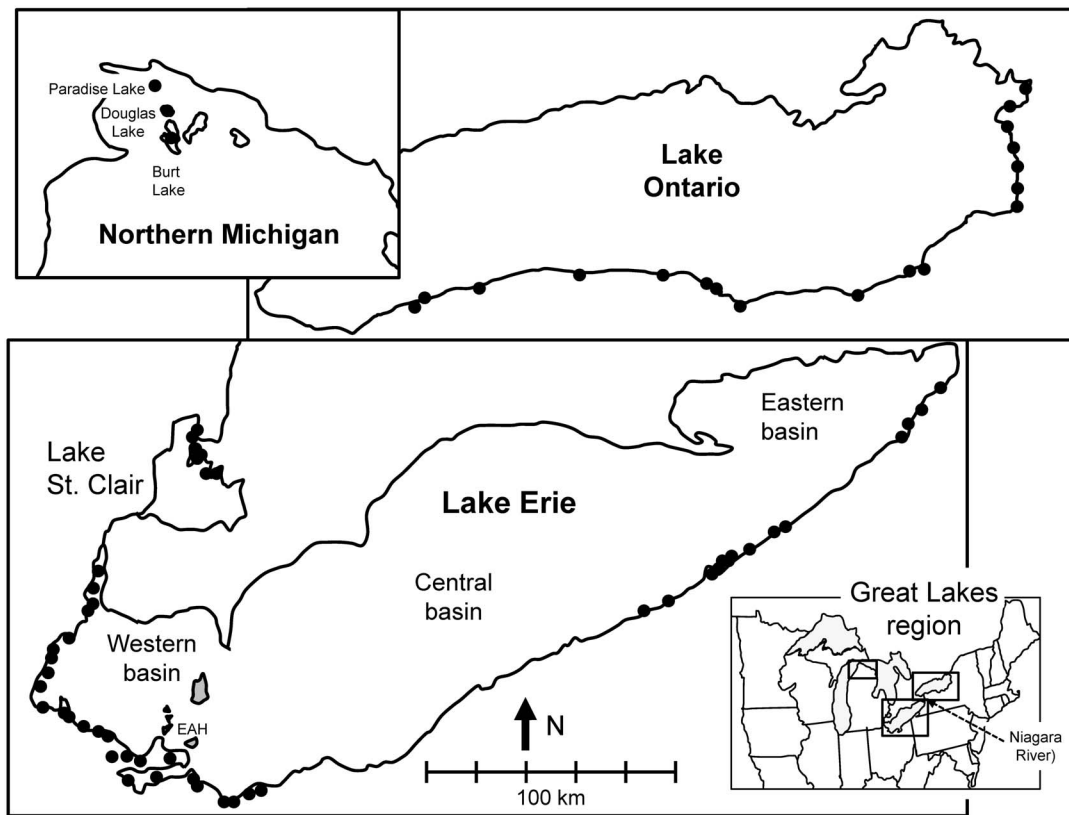 Paradise Lake
Douglas
Lake
Burt
Lake
Northern Michigan
Lake
Ontario
Lake
St. Clair
Eastern
basin
Lake Erie
Central
basin
Western
basin
EAH
N
100 km
Great Lakes
region
Niagara
River)